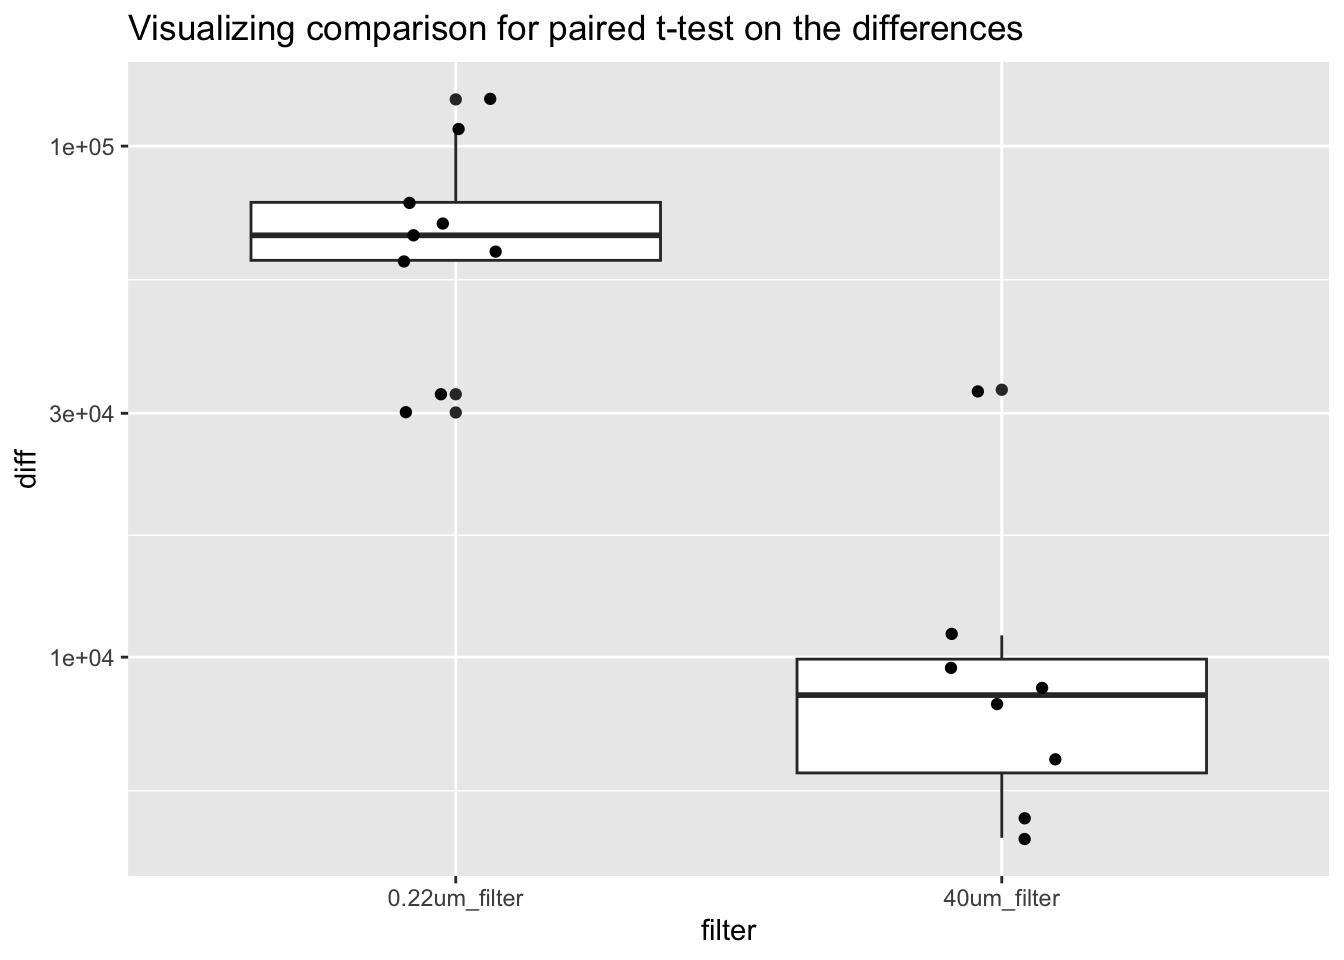 Visualizing comparison for paired t-test on the differences
1e+05
3e+04
1e+04
diff
0.22um_filter
40um_filter
filter